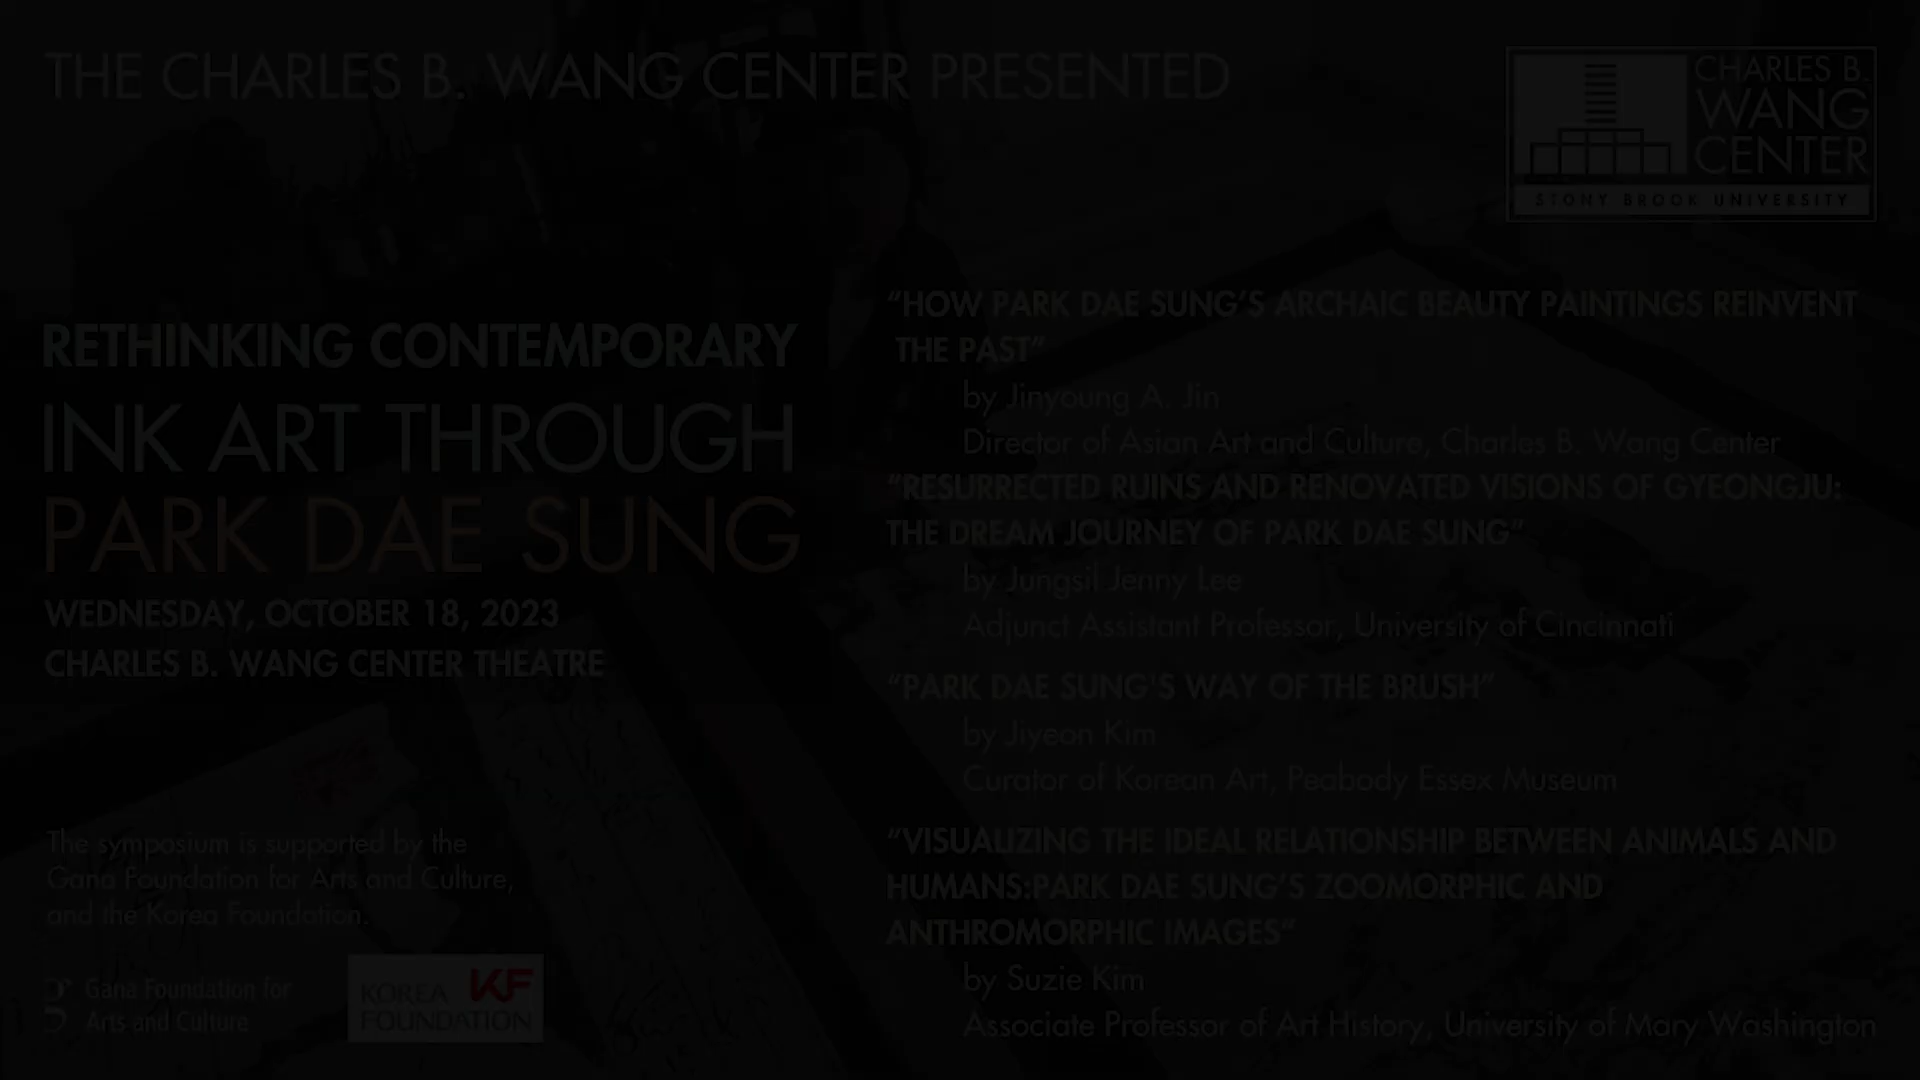 THE CHARLES B. WANG CENTER PRESENTED
CHARLES B.
WANG
CENTER
STONY BROOK UNIVERSITY
RETHINKING CONTEMPORARY
INK ART THROUGH
PARK DAE SUNG
WEDNESDAY, OCTOBER 18, 2023
CHARLES B. WANG CENTER THEATRE
The symposium is supported by the
Gana Foundation for Arts and Culture,
and the Korea Foundation.
Gana Foundation for
Arts and Culture
KOREA KF
FOUNDATION
“HOW PARK DAE SUNG’S ARCHAIC BEAUTY PAINTINGS REINVENT
THE PAST”
by Jinyoung A. Jin
Director of Asian Art and Culture, Charles B. Wang Center
“RESURRECTED RUINS AND RENOVATED VISIONS OF GYEONGJU:
THE DREAM JOURNEY OF PARK DAE SUNG”
by Jungsil Jenny Lee
Adjunct Assistant Professor, University of Cincinnati
“PARK DAE SUNG'S WAY OF THE BRUSH”
by Jiyeon Kim
Curator of Korean Art, Peabody Essex Museum
“VISUALIZING THE IDEAL RELATIONSHIP BETWEEN ANIMALS AND
HUMANS:PARK DAE SUNG’S ZOOMORPHIC AND
ANTHROMORPHIC IMAGES“
by Suzie Kim
Associate Professor of Art History, University of Mary Washington